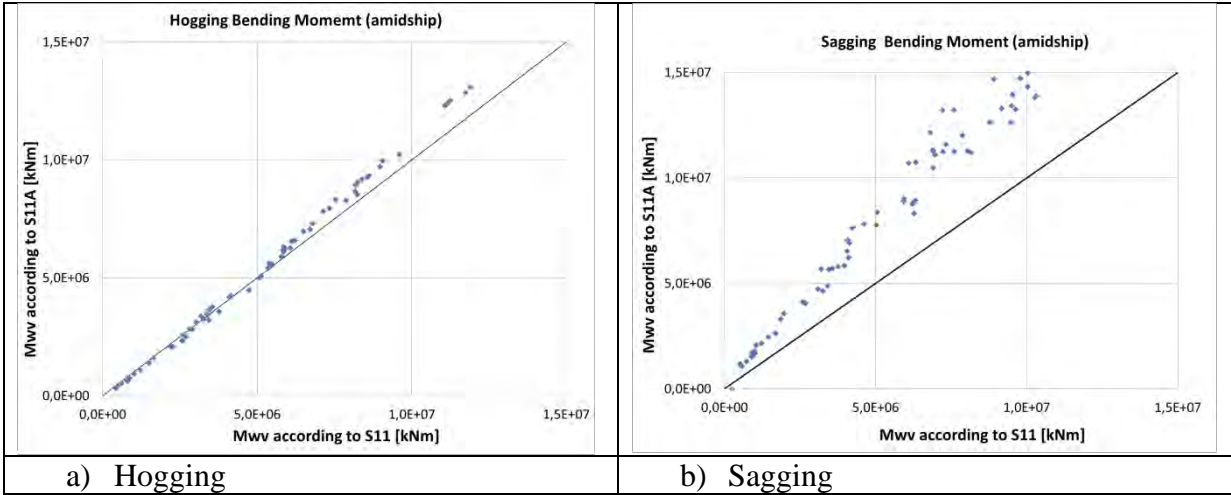 Hogging Bending Momemt (amidship)
1,5E+07
1,0E+07
5,0E+06
0,0E+00
Mwv according to S11A [kNm]
0,0E+00 5,0E+06 1,0E+07 1,5E+07
Mwv according to S11 [kNm]
a) Hogging
Sagging Bending Moment (amidship)
1,5E+07
1,0E+07
5,0E+06
0,0E+00
Mwv according to S11A [kNm]
0,0E+00 5,0E+06 1,0E+07 1,5E+07
Mwv according to S11 [kNm]
b) Sagging